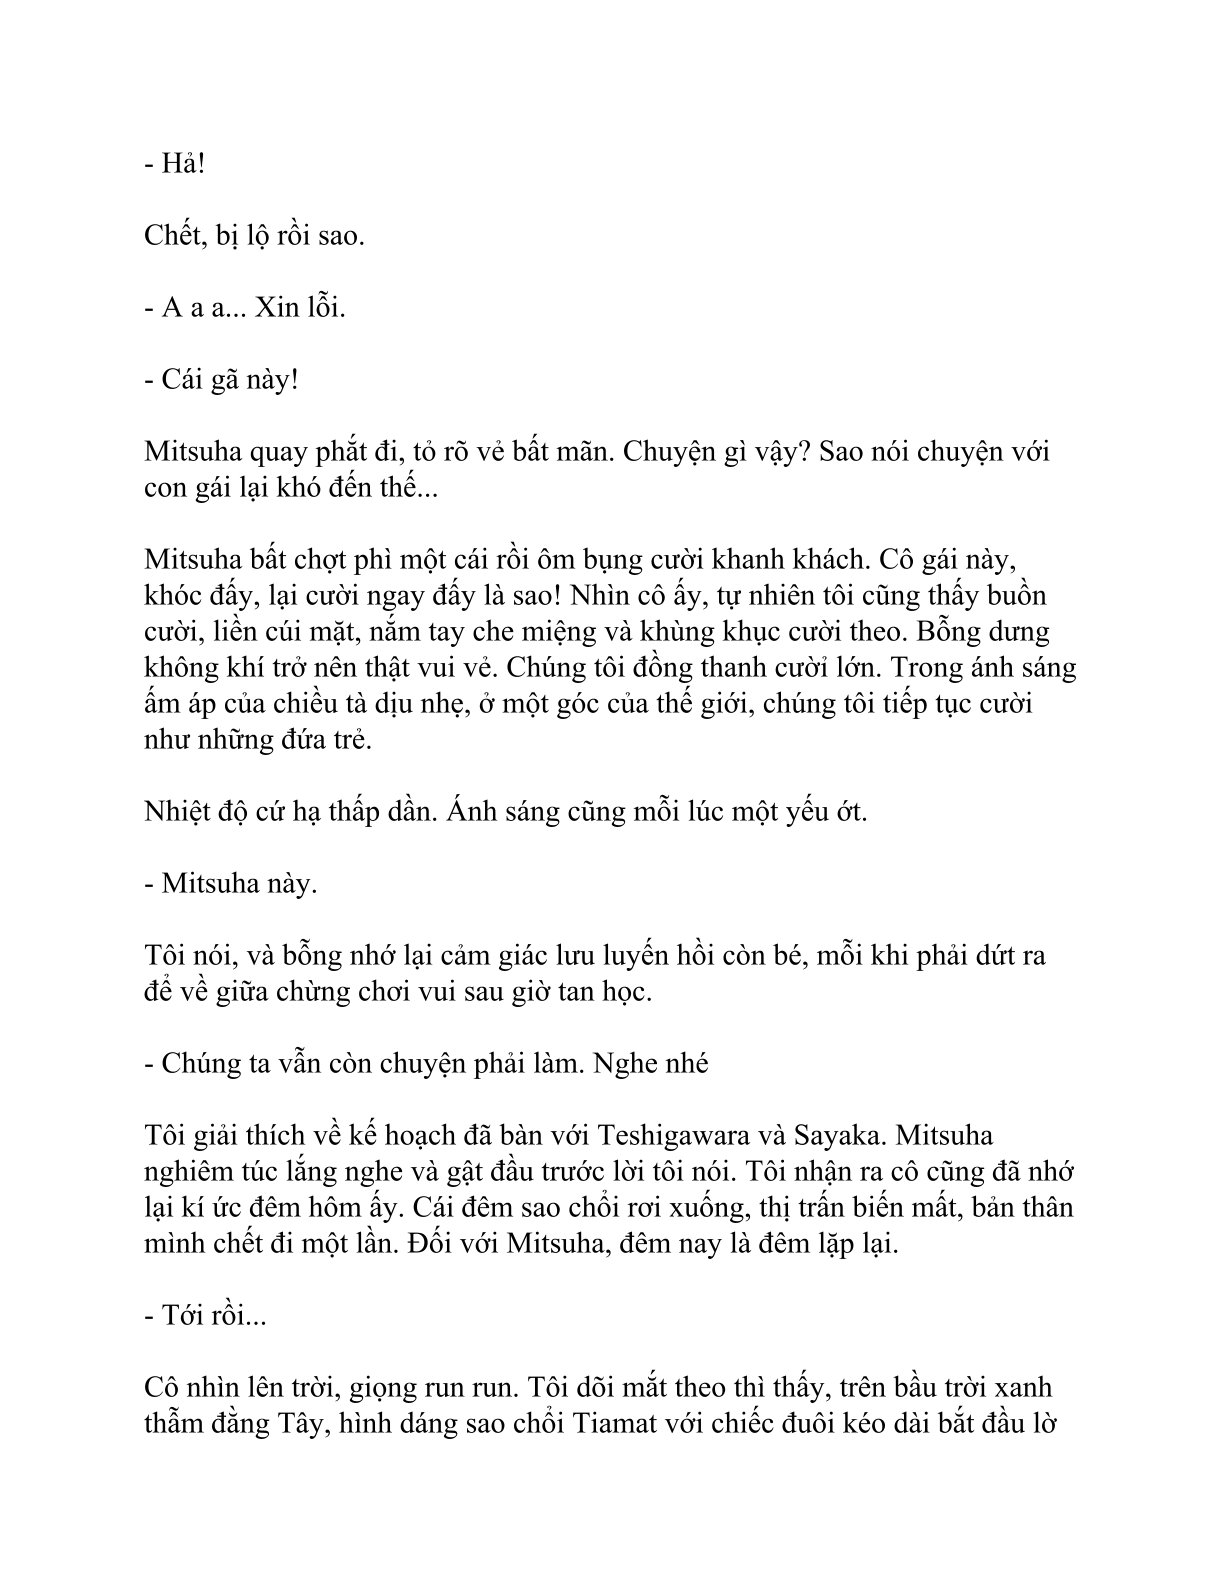 - Hả!
Chết, bị lộ rồi sao.
- A a a... Xin lỗi.
- Cái gã này!
Mitsuha quay phắt đi, tỏ rõ vẻ bất mãn. Chuyện gì vậy? Sao nói chuyện với
con gái lại khó đến thế...
Mitsuha bất chợt phì một cái rồi ôm bụng cười khanh khách. Cô gái này,
khóc đấy, lại cười ngay đấy là sao! Nhìn cô ấy, tự nhiên tôi cũng thấy buồn
cười, liền cúi mặt, nắm tay che miệng và khùng khục cười theo. Bỗng dưng
không khí trở nên thật vui vẻ. Chúng tôi đồng thanh cười lớn. Trong ánh sáng
ấm áp của chiều tà dịu nhẹ, ở một góc của thế giới, chúng tôi tiếp tục cười
như những đứa trẻ.
Nhiệt độ cứ hạ thấp dần. Ánh sáng cũng mỗi lúc một yếu ớt.
- Mitsuha này.
Tôi nói, và bỗng nhớ lại cảm giác lưu luyến hồi còn bé, mỗi khi phải dứt ra
để về giữa chừng chơi vui sau giờ tan học.
- Chúng ta vẫn còn chuyện phải làm. Nghe nhé
Tôi giải thích về kế hoạch đã bàn với Teshigawara và Sayaka. Mitsuha
nghiêm túc lắng nghe và gật đầu trước lời tôi nói. Tôi nhận ra cô cũng đã nhớ
lại kí ức đêm hôm ấy. Cái đêm sao chổi rơi xuống, thị trấn biến mất, bản thân
mình chết đi một lần. Đối với Mitsuha, đêm nay là đêm lặp lại.
- Tới rồi...
Cô nhìn lên trời, giọng run run. Tôi dõi mắt theo thì thấy, trên bầu trời xanh
thẫm đằng Tây, hình dáng sao chổi Tiamat với chiếc đuôi kéo dài bắt đầu lờ